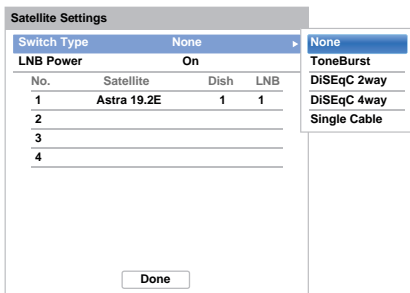 Satellite Settings
Switch Type None
LNB Power On
No. Satellite Dish LNB
1 Astra 19.2E 1 1
2
3
4
Done
None
ToneBurst
DiSEqC 2way
DiSEqC 4way
Single Cable